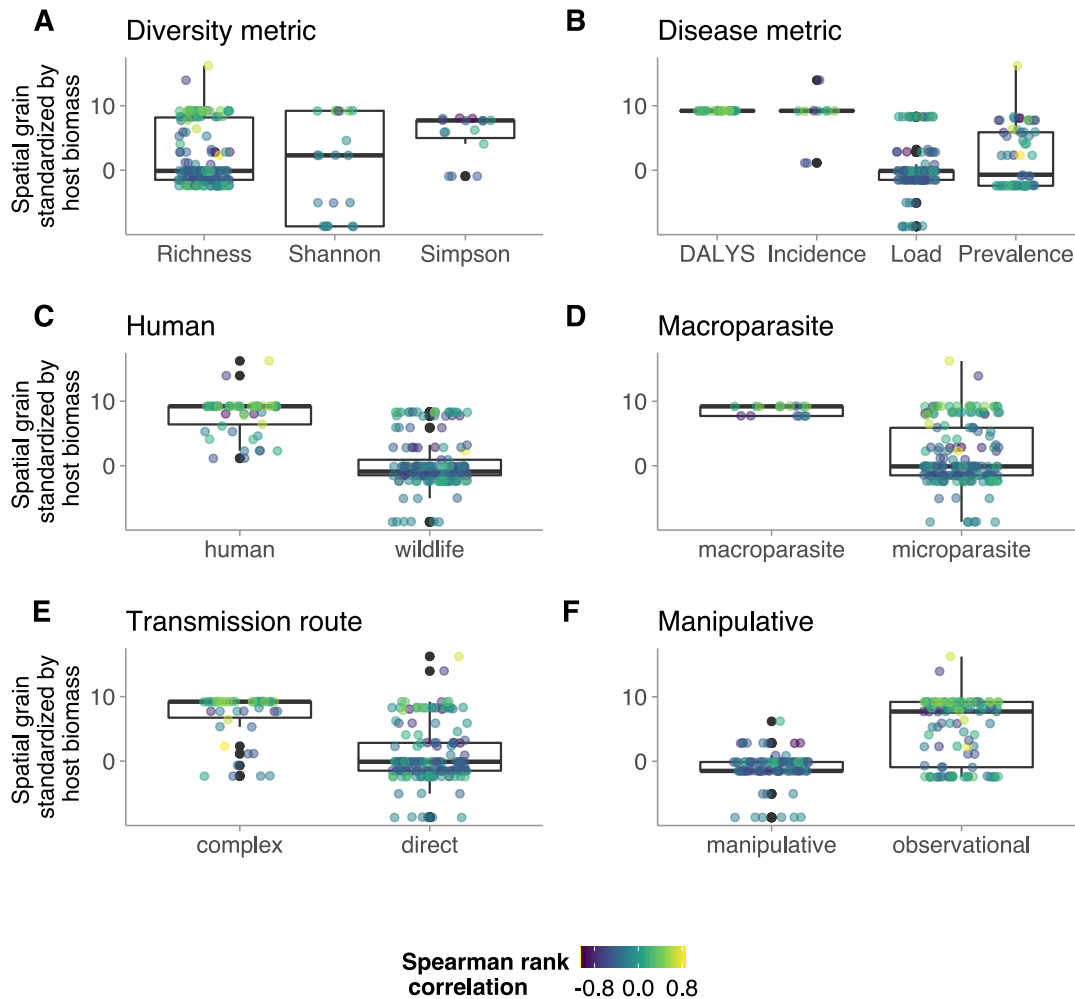 A
Diversity metric
Spatial grain
standardized by
host biomass
10
0
Richness Shannon Simpson
B
Disease metric
10
0
DALYS Incidence Load Prevalence
C
Human
Spatial grain
standardized by
host biomass
10
0
human wildlife
D
Macroparasite
10
0
macroparasite microparasite
E
Transmission route
Spatial grain
standardized by
host biomass
10
0
complex direct
F
Manipulative
10
0
manipulative observational
Spearman rank
correlation
-0.8 0.0 0.8